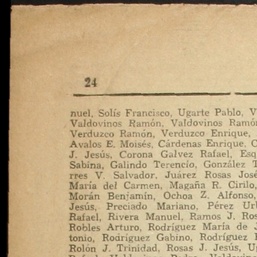 24
nuel, Solís Francisco, Ugarte Pablo, V
Valdovinos Ramón, Valdovinos Ramó
Verduzco Ramón, Verduzco Enrique,
Avalos E. Moisés, Cárdenas Enrique, C
J. Jesús, Corona Galvez Rafael, Esq
Sabina, Galindo Terencio, González T
rres V. Salvador, Juárez Rosas José
María del Carmen, Magaña R. Cirilo,
Morán Benjamín, Ochoa Z. Alfonso,
Jesús, Preciado Mariano, Pérez Url
Rafael, Rivera Manuel, Ramos J. Ros
Robles Arturo, Rodríguez María de J
tonio, Rodríguez Gabino, Rodríguez
Rolón J. Trinidad, Rosas J. Jesús, U